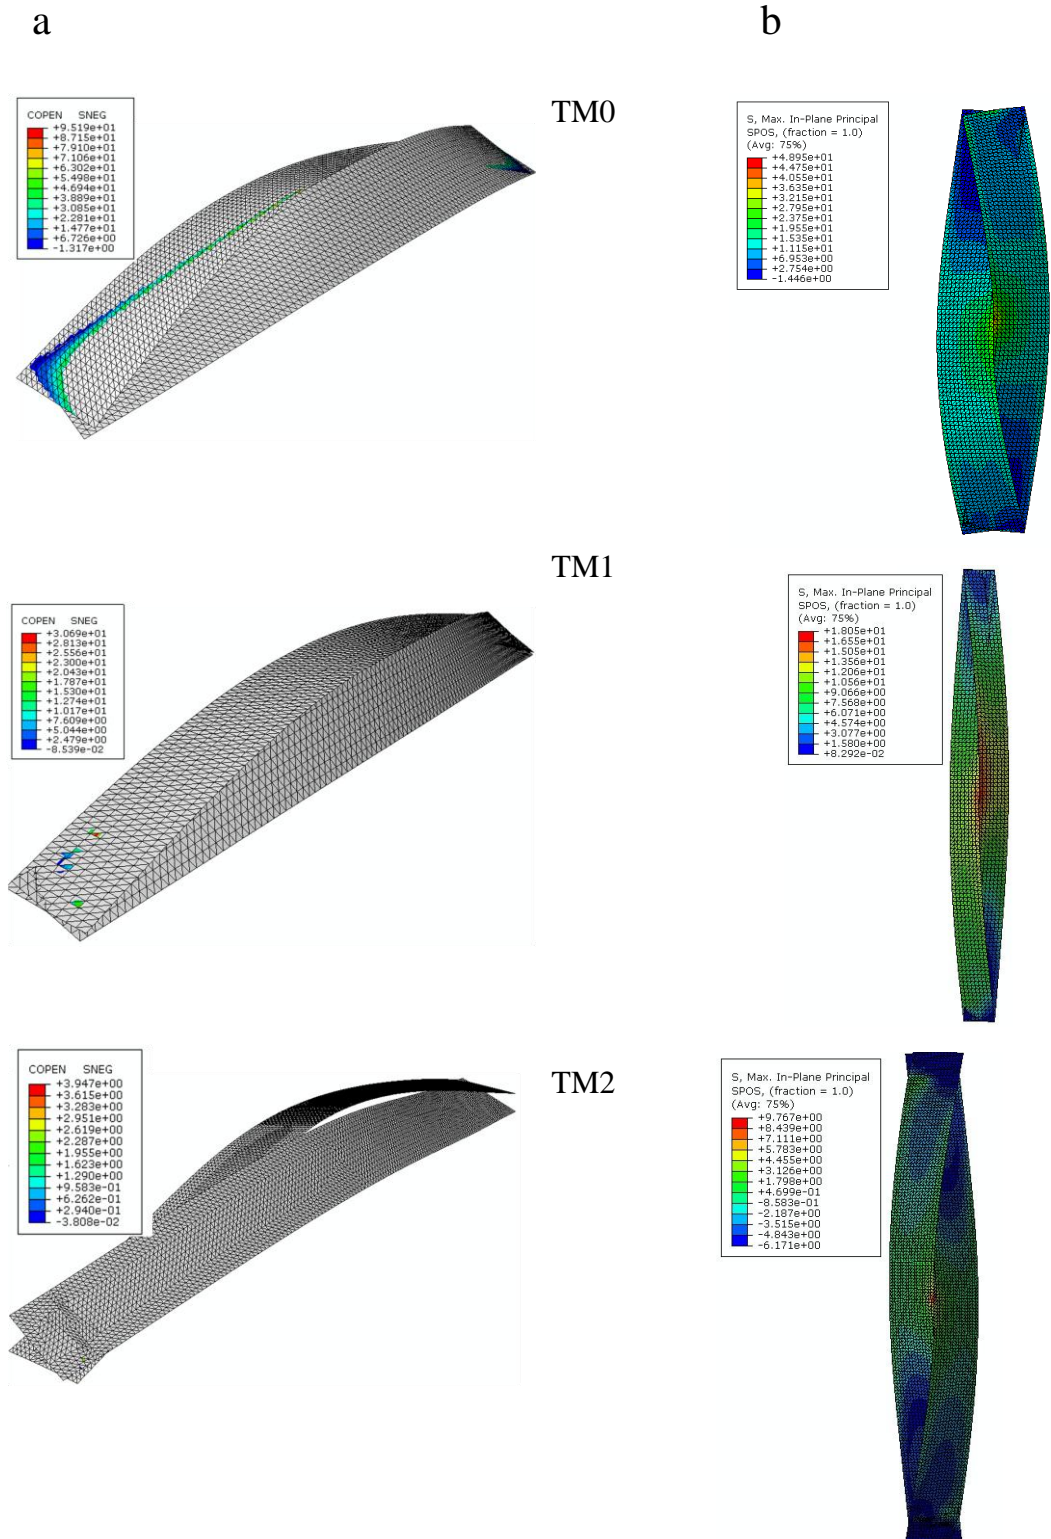 a
b
TM0
COPEN SNEG
+9.519e+01
+8.715e+01
+7.910e+01
+7.106e+01
+6.302e+01
+5.498e+01
+4.694e+01
+3.889e+01
+3.085e+01
+2.281e+01
+1.477e+01
+6.726e+00
-1.317e+00
S, Max. In-Plane Principal
SPOS, (fraction = 1.0)
(Avg: 75%)
+4.895e+01
+4.475e+01
+4.055e+01
+3.635e+01
+3.215e+01
+2.795e+01
+2.375e+01
+1.955e+01
+1.535e+01
+1.115e+01
+6.953e+00
+2.754e+00
-1.446e+00
TM1
COPEN SNEG
+3.069e+01
+2.813e+01
+2.556e+01
+2.300e+01
+2.043e+01
+1.787e+01
+1.530e+01
+1.274e+01
+1.017e+01
+7.609e+00
+5.044e+00
+2.479e+00
-8.539e-02
S, Max. In-Plane Principal
SPOS, (fraction = 1.0)
(Avg: 75%)
+1.805e+01
+1.655e+01
+1.505e+01
+1.356e+01
+1.206e+01
+1.056e+01
+9.066e+00
+7.568e+00
+6.071e+00
+4.574e+00
+3.077e+00
+1.580e+00
+8.292e-02
TM2
COPEN SNEG
+3.947e+00
+3.615e+00
+3.283e+00
+2.951e+00
+2.619e+00
+2.287e+00
+1.955e+00
+1.623e+00
+1.290e+00
+9.583e-01
+6.262e-01
+2.940e-01
-3.808e-02
S, Max. In-Plane Principal
SPOS, (fraction = 1.0)
(Avg: 75%)
+9.767e+00
+8.439e+00
+7.111e+00
+5.783e+00
+4.455e+00
+3.126e+00
+1.798e+00
+4.699e-01
-8.583e-01
-2.187e+00
-3.515e+00
-4.843e+00
-6.171e+00